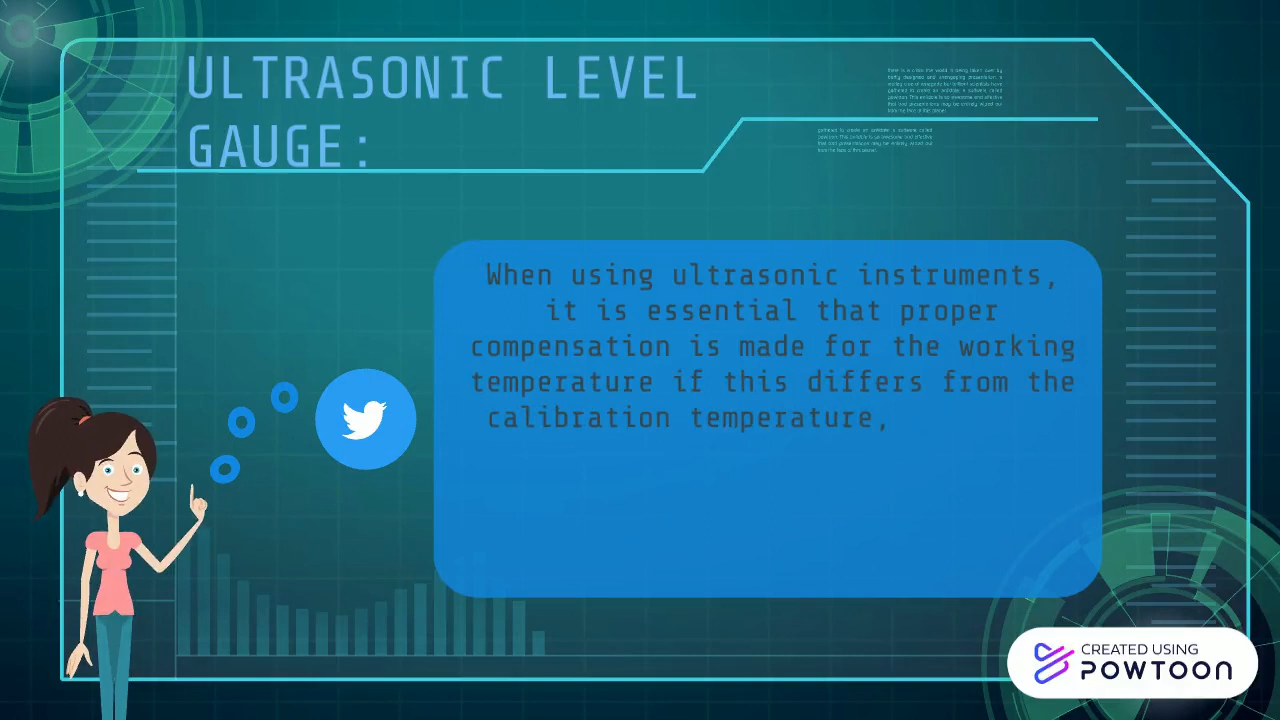 ULTRASONIC LEVEL
GAUGE:
When using ultrasonic instruments,
it is essential that proper
compensation is made for the working
temperature if this differs from the
calibration temperature,
CREATED USING
POWTOON